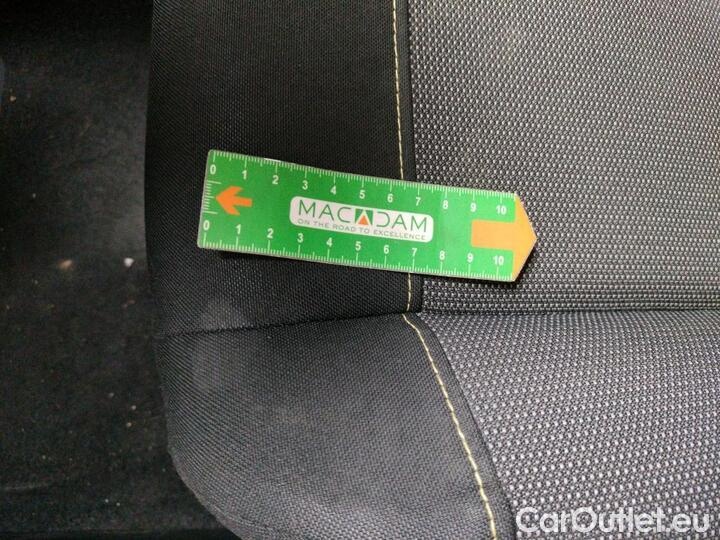 0 1 2 3 4 5 6 7 8 9 10
MACADAM
ON THE ROAD TO EXCELLENCE
0 1 2 3 4 5 6 7 8 9 10
CarOutlet.eu